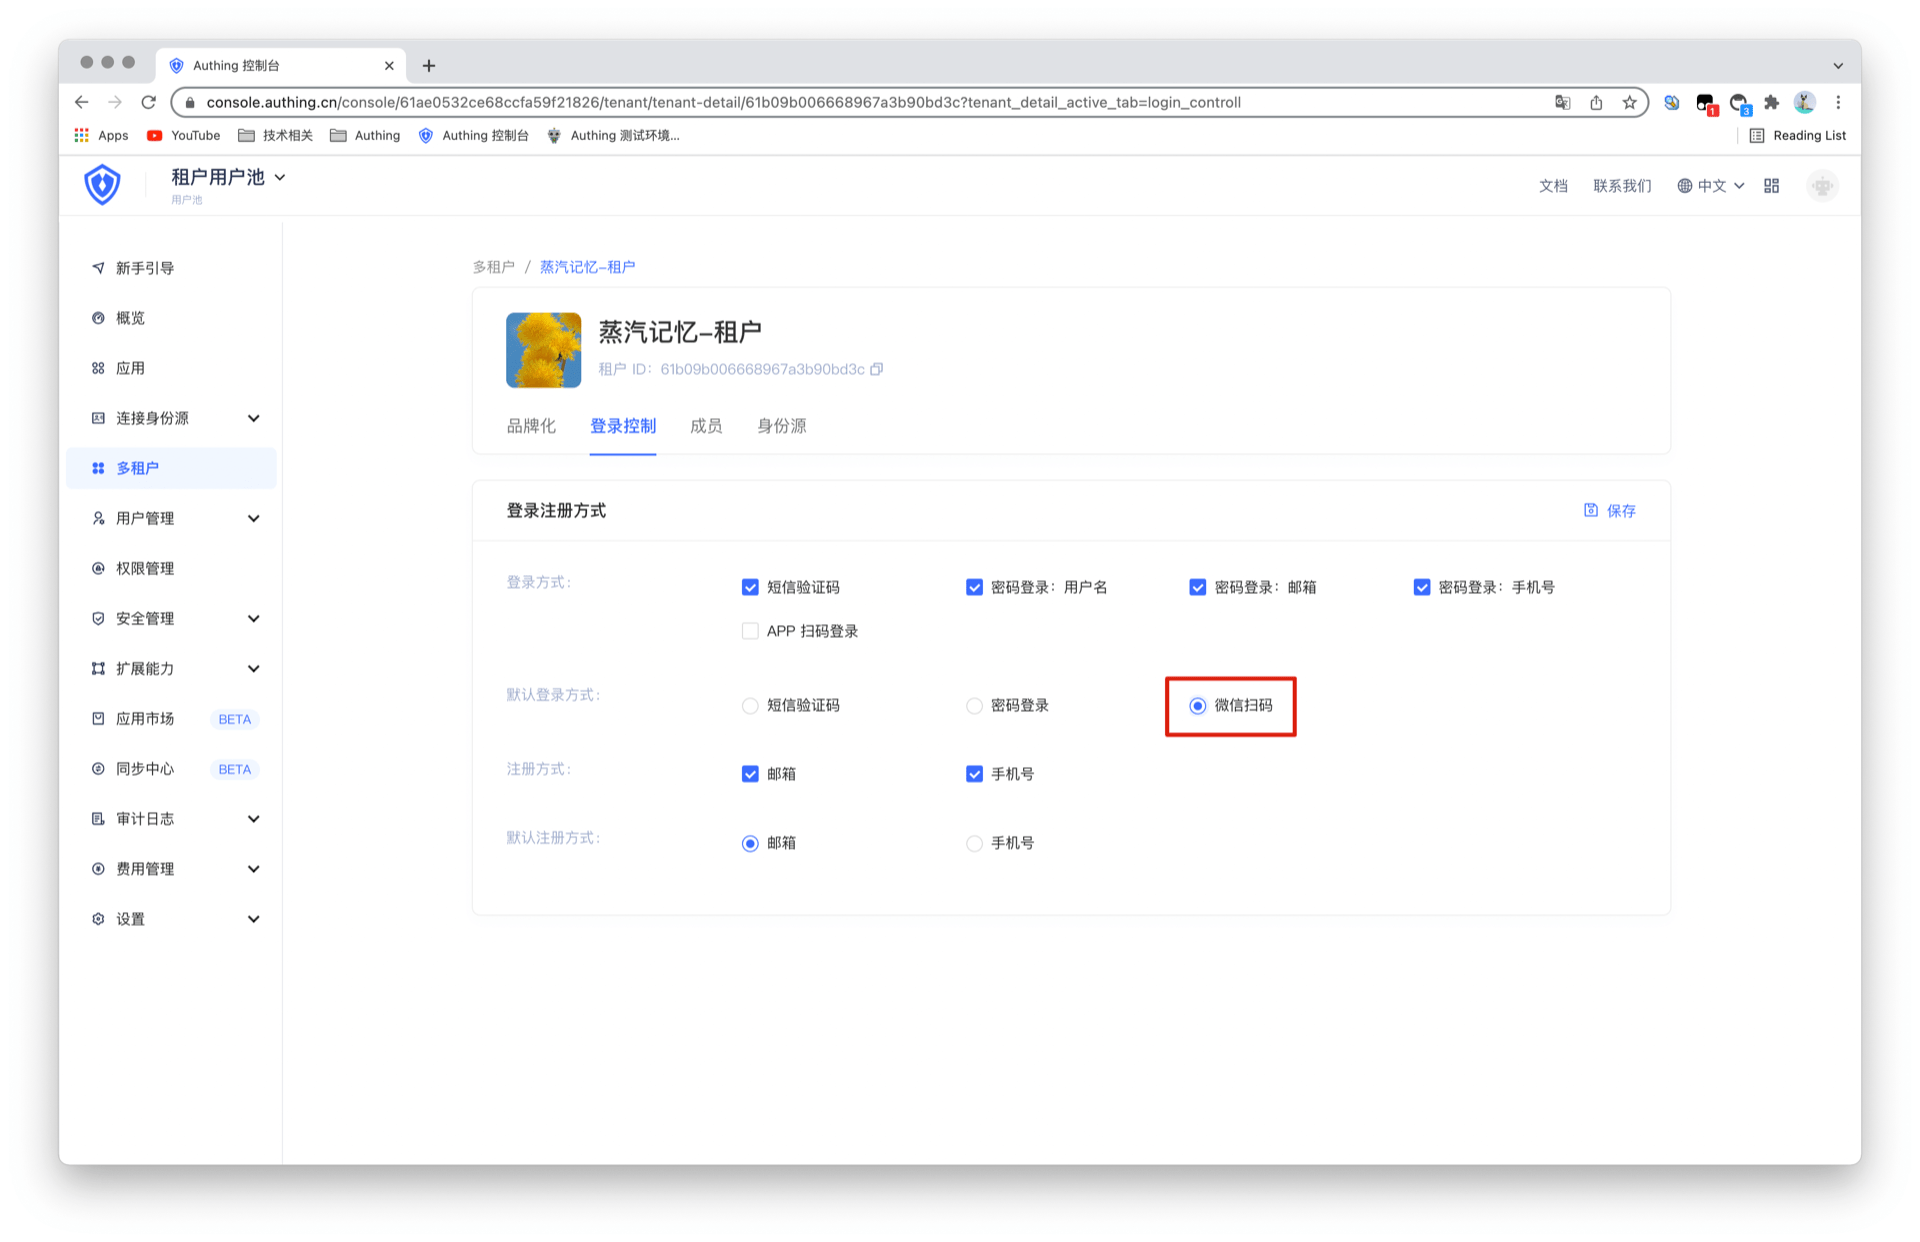 Authing 控制台
console.authing.cn/console/61ae0532ce68ccfa59f21826/tenant/tenant-detail/61b09b006668967a3b90bd3c?tenant_detail_active_tab=login_controll
1
3
Apps
YouTube
技术相关
Authing
Authing 控制台
Authing 测试环境...
Reading List
租户用户池
用户池
文档
联系我们
中文
新手引导
概览
应用
连接身份源
多租户
用户管理
权限管理
安全管理
扩展能力
应用市场 BETA
同步中心 BETA
审计日志
费用管理
设置
多租户 / 蒸汽记忆-租户
蒸汽记忆-租户
租户 ID: 61b09b006668967a3b90bd3c
品牌化 登录控制 成员 身份源
登录注册方式 保存
登录方式: 短信验证码 密码登录: 用户名 密码登录: 邮箱 密码登录: 手机号
APP 扫码登录
默认登录方式: 短信验证码 密码登录 微信扫码
注册方式: 邮箱 手机号
默认注册方式: 邮箱 手机号